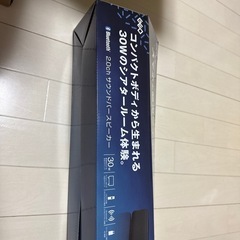 コンパクトボディから生まれる
30Wのシアタールーム体験。
Bluetooth 2.0ch サウンドバースピーカー
30W